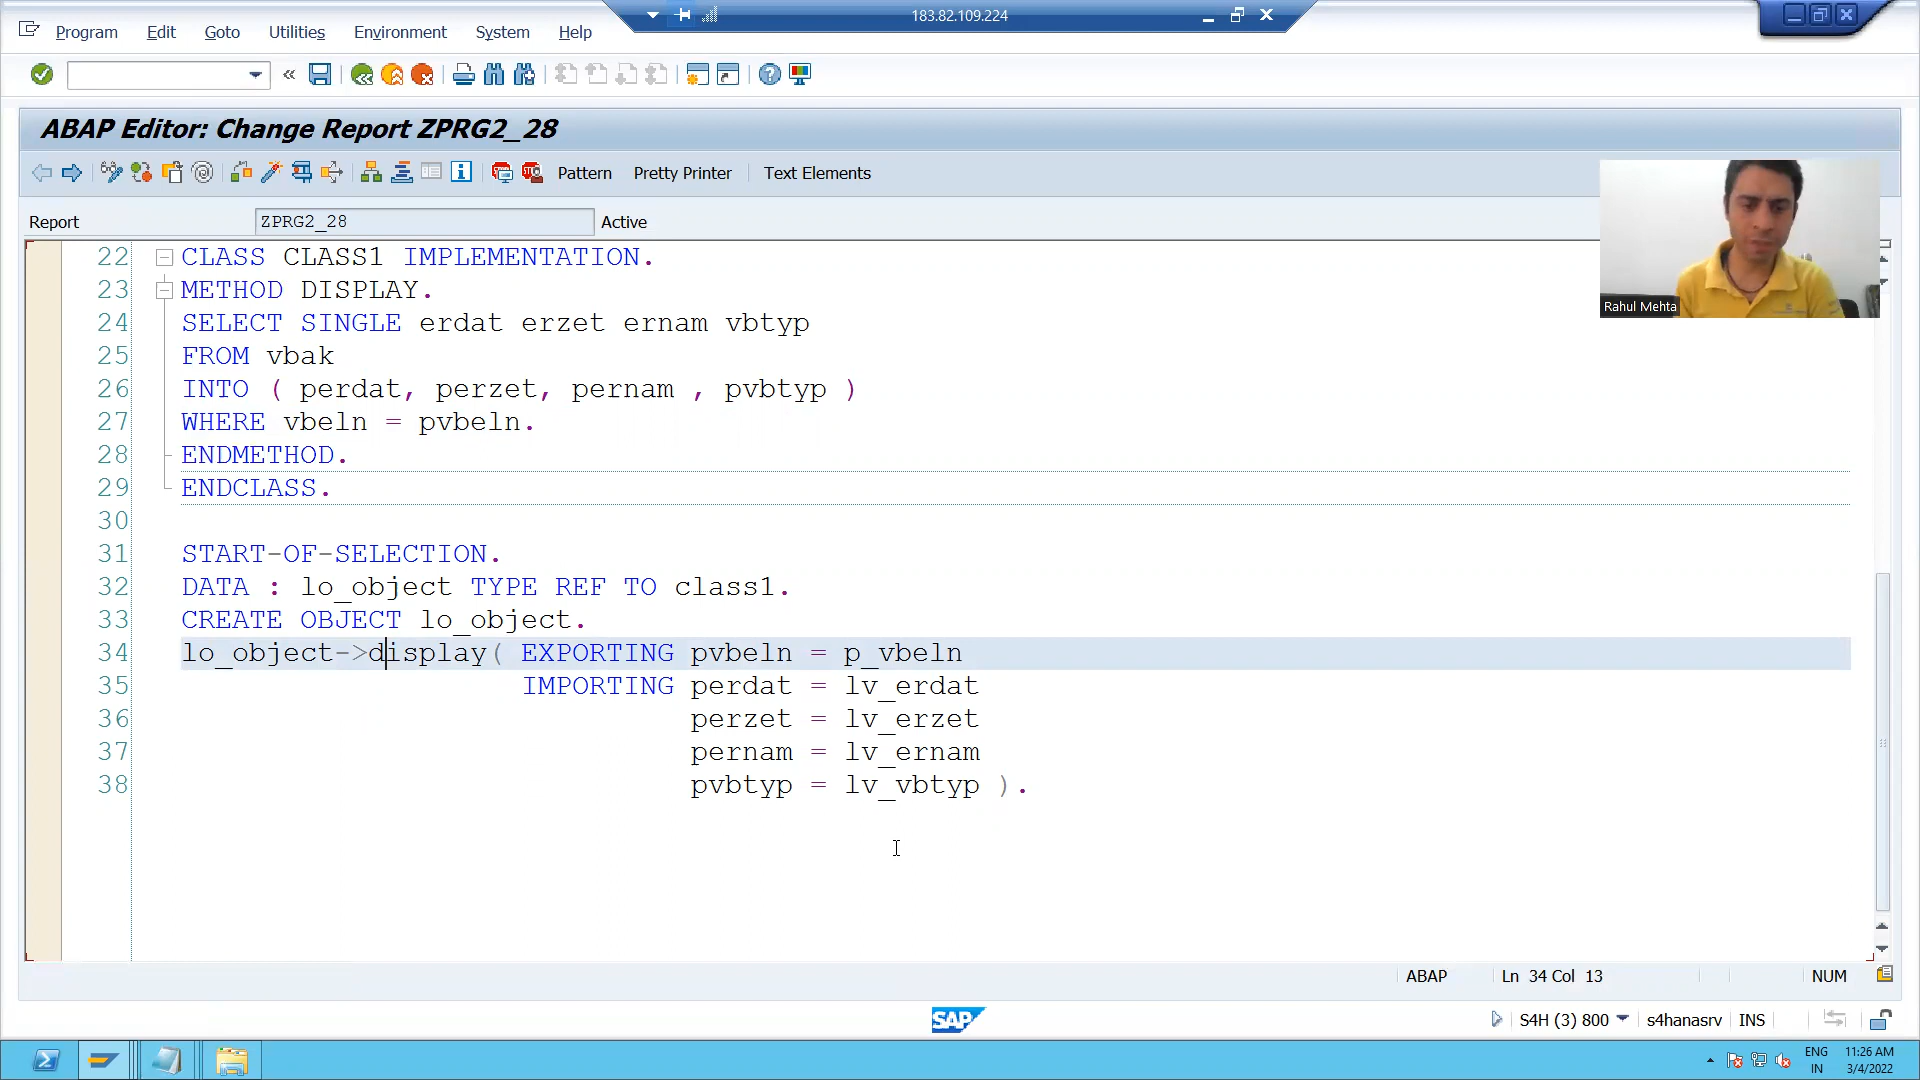 183.82.109.224
Program Edit Goto Utilities Environment System Help
ABAP Editor: Change Report ZPRG2_28
Pattern Pretty Printer Text Elements
Report ZPRG2_28 Active
22 CLASS CLASS1 IMPLEMENTATION.
23 METHOD DISPLAY.
24 SELECT SINGLE erdat erzet ernam vbtyp
25 FROM vbak
26 INTO ( perdat, perzet, pernam , pvbtyp )
27 WHERE vbeln = pvbeln.
28 ENDMETHOD.
29 ENDCLASS.
30
31 START-OF-SELECTION.
32 DATA : lo_object TYPE REF TO class1.
33 CREATE OBJECT lo_object.
34 lo_object->display( EXPORTING pvbeln = p_vbeln
35 IMPORTING perdat = lv_erdat
36 perzet = lv_erzet
37 pernam = lv_ernam
38 pvbtyp = lv_vbtyp ).
Rahul Mehta
ABAP Ln 34 Col 13 NUM
SAP
S4H (3) 800 s4hanasrv INS
ENG 11:26 AM
IN 3/4/2022